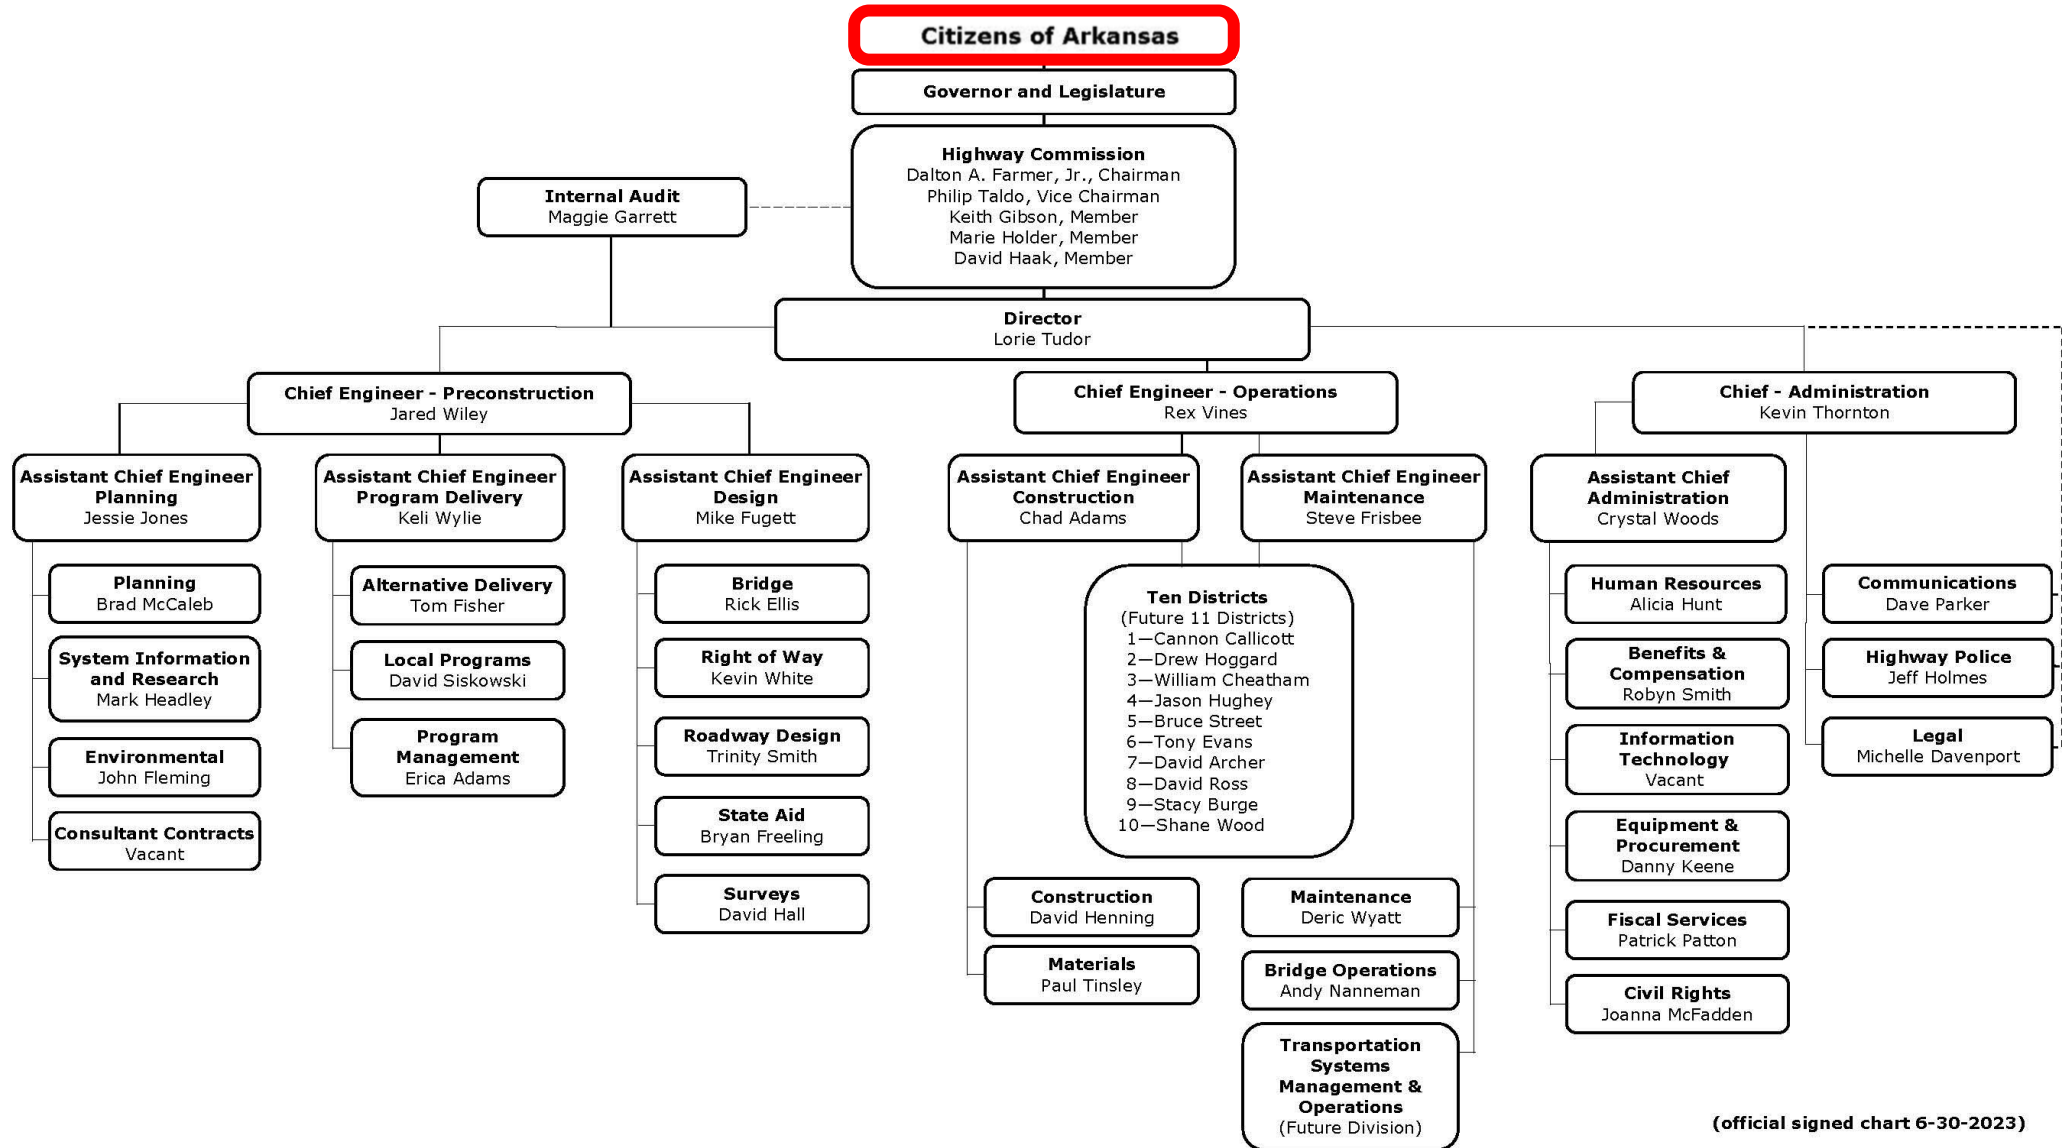 Citizens of Arkansas
Governor and Legislature
Highway Commission
Dalton A. Farmer, Jr., Chairman
Philip Taldo, Vice Chairman
Keith Gibson, Member
Marie Holder, Member
David Haak, Member
Internal Audit
Maggie Garrett
Director
Lorie Tudor
Chief Engineer - Preconstruction
Jared Wiley
Chief Engineer - Operations
Rex Vines
Chief - Administration
Kevin Thornton
Assistant Chief Engineer
Planning
Jessie Jones
Planning
Brad McCaleb
System Information
and Research
Mark Headley
Environmental
John Fleming
Consultant Contracts
Vacant
Assistant Chief Engineer
Program Delivery
Keli Wylie
Alternative Delivery
Tom Fisher
Local Programs
David Siskowski
Program
Management
Erica Adams
Assistant Chief Engineer
Design
Mike Fugett
Bridge
Rick Ellis
Right of Way
Kevin White
Roadway Design
Trinity Smith
State Aid
Bryan Freeling
Surveys
David Hall
Assistant Chief Engineer
Construction
Chad Adams
Assistant Chief Engineer
Maintenance
Steve Frisbee
Ten Districts
(Future 11 Districts)
1—Cannon Callicott
2—Drew Hoggard
3—William Cheatham
4—Jason Hughey
5—Bruce Street
6—Tony Evans
7—David Archer
8—David Ross
9—Stacy Burge
10—Shane Wood
Construction
David Henning
Materials
Paul Tinsley
Maintenance
Deric Wyatt
Bridge Operations
Andy Nanneman
Transportation
Systems
Management &
Operations
(Future Division)
Assistant Chief
Administration
Crystal Woods
Human Resources
Alicia Hunt
Benefits &
Compensation
Robyn Smith
Information
Technology
Vacant
Equipment &
Procurement
Danny Keene
Fiscal Services
Patrick Patton
Civil Rights
Joanna McFadden
Communications
Dave Parker
Highway Police
Jeff Holmes
Legal
Michelle Davenport
(official signed chart 6-30-2023)